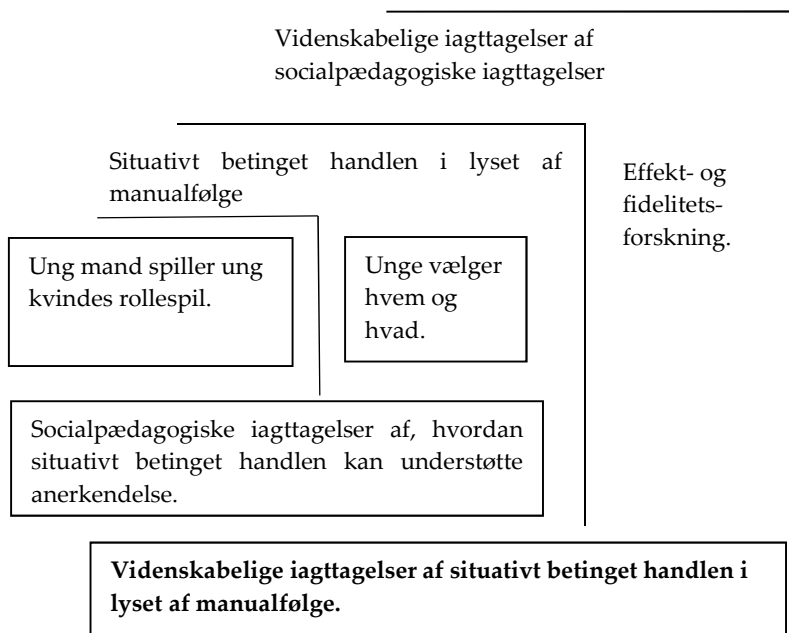 Videnskabelige iagttagelser af
socialpædagogiske iagttagelser
Situativt betinget handlen i lyset af
manualfølge
Effekt- og
fidelitets-
forskning.
Ung mand spiller ung
kvindes rollespil.
Unge vælger
hvem og
hvad.
Socialpædagogiske iagttagelser af, hvordan
situativt betinget handlen kan understøtte
anerkendelse.
Videnskabelige iagttagelser af situativt betinget handlen i
lyset af manualfølge.